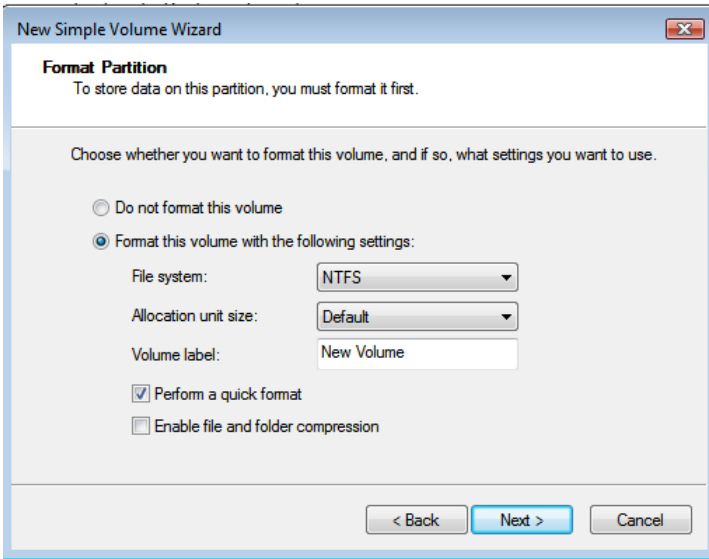 New Simple Volume Wizard
Format Partition
To store data on this partition, you must format it first.
Choose whether you want to format this volume, and if so, what settings you want to use.
Do not format this volume
Format this volume with the following settings:
File system: NTFS
Allocation unit size: Default
Volume label: New Volume
Perform a quick format
Enable file and folder compression
< Back Next > Cancel